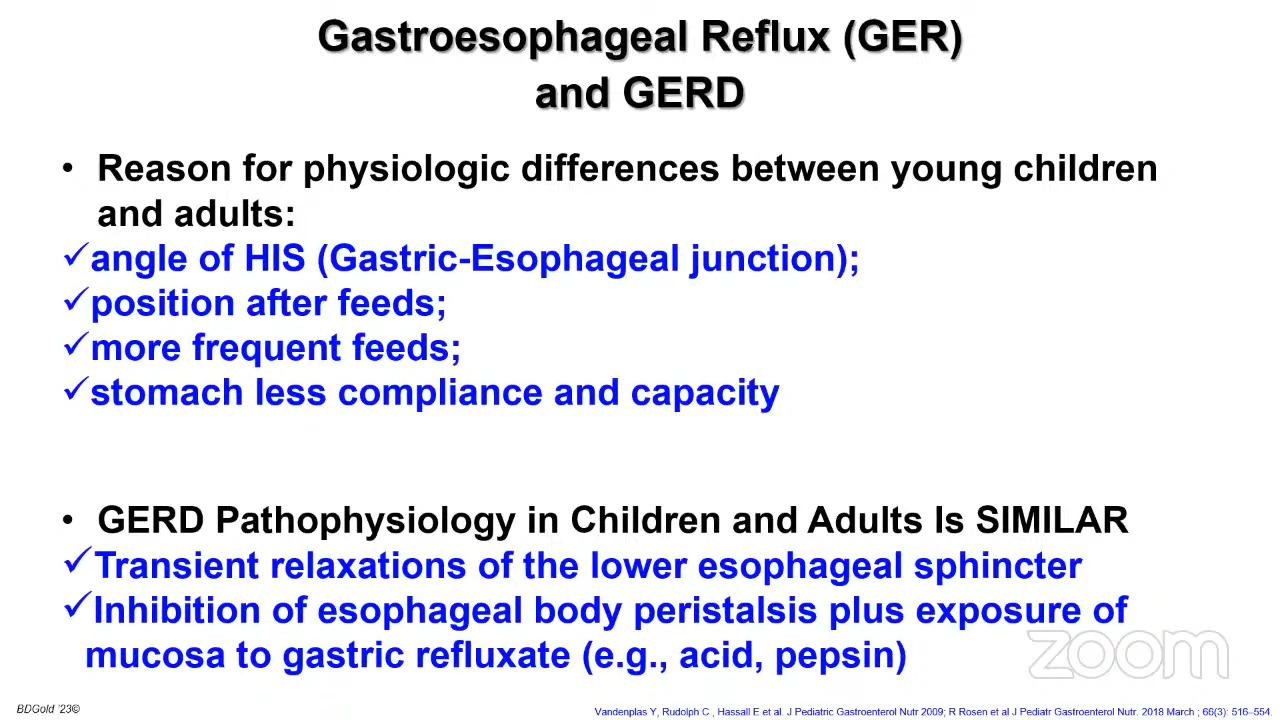 Gastroesophageal Reflux (GER)
and GERD
• Reason for physiologic differences between young children
and adults:
✓angle of HIS (Gastric-Esophageal junction);
✓position after feeds;
✓more frequent feeds;
✓stomach less compliance and capacity
• GERD Pathophysiology in Children and Adults Is SIMILAR
✓Transient relaxations of the lower esophageal sphincter
✓Inhibition of esophageal body peristalsis plus exposure of
mucosa to gastric refluxate (e.g., acid, pepsin)
zoom
BDGold '23©
Vandenplas Y, Rudolph C , Hassall E et al. J Pediatric Gastroenterol Nutr 2009; R Rosen et al J Pediatr Gastroenterol Nutr. 2018 March ; 66(3): 516–554.